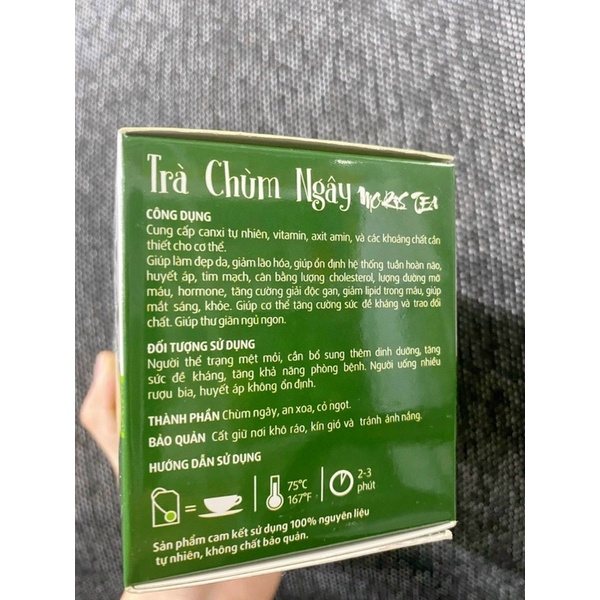 Trà Chùm Ngây MORIS TEA
CÔNG DỤNG
Cung cấp canxi tự nhiên, vitamin, axit amin, và các khoáng chất cần
thiết cho cơ thể.
Giúp làm đẹp da, giảm lão hóa, giúp ổn định hệ thống tuần hoàn não,
huyết áp, tim mạch, cân bằng lượng cholesterol, lượng đường mỡ
máu, hormone, tăng cường giải độc gan, giảm lipid trong máu, giúp
mắt sáng, khỏe. Giúp cơ thể tăng cường sức đề kháng và trao đổi
chất. Giúp thư giãn ngủ ngon.
ĐỐI TƯỢNG SỬ DỤNG
Người thể trạng mệt mỏi, cần bổ sung thêm dinh dưỡng, tăng
sức đề kháng, tăng khả năng phòng bệnh. Người uống nhiều
rượu bia, huyết áp không ổn định.
THÀNH PHẦN Chùm ngây, an xoa, cỏ ngọt.
BẢO QUẢN Cất giữ nơi khô ráo, kín gió và tránh ánh nắng.
HƯỚNG DẪN SỬ DỤNG
= 75°C 2-3
167°F phút
Sản phẩm cam kết sử dụng 100% nguyên liệu
tự nhiên, không chất bảo quản.